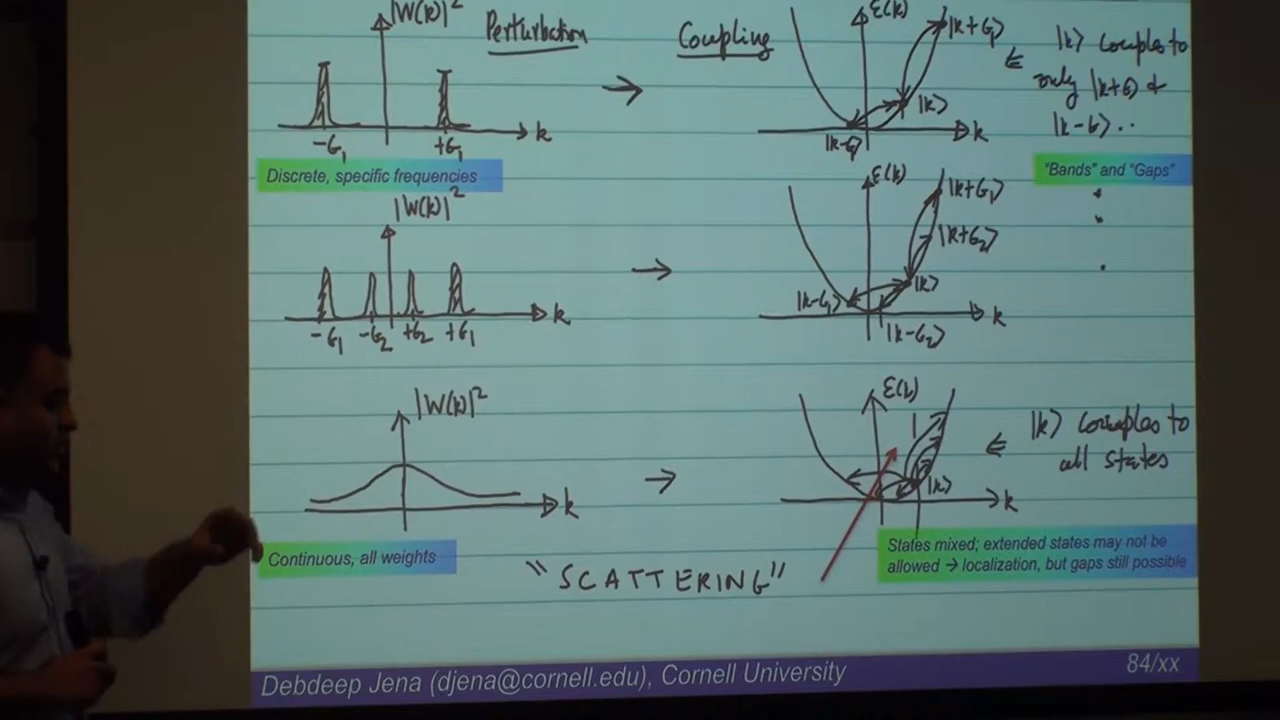 |W(k)|²
Perturbation
Coupling
E(k)
|k+G₁⟩
|k⟩
|k-G⟩
k
-G₁
+G₁
k
|k⟩ couples to
only |k+G⟩ &
|k-G⟩ ..
Discrete, specific frequencies
"Bands" and "Gaps"
|W(k)|²
E(k)
|k+G₁⟩
|k+G₂⟩
|k⟩
|k-G₁⟩
|k-G₂⟩
k
-G₁
-G₂
+G₂
+G₁
k
|W(k)|²
k
E(k)
|k⟩
k
|k⟩ couples to
all states
Continuous, all weights
"SCATTERING"
States mixed; extended states may not be
allowed → localization, but gaps still possible
Debdeep Jena (djena@cornell.edu), Cornell University
84/xx